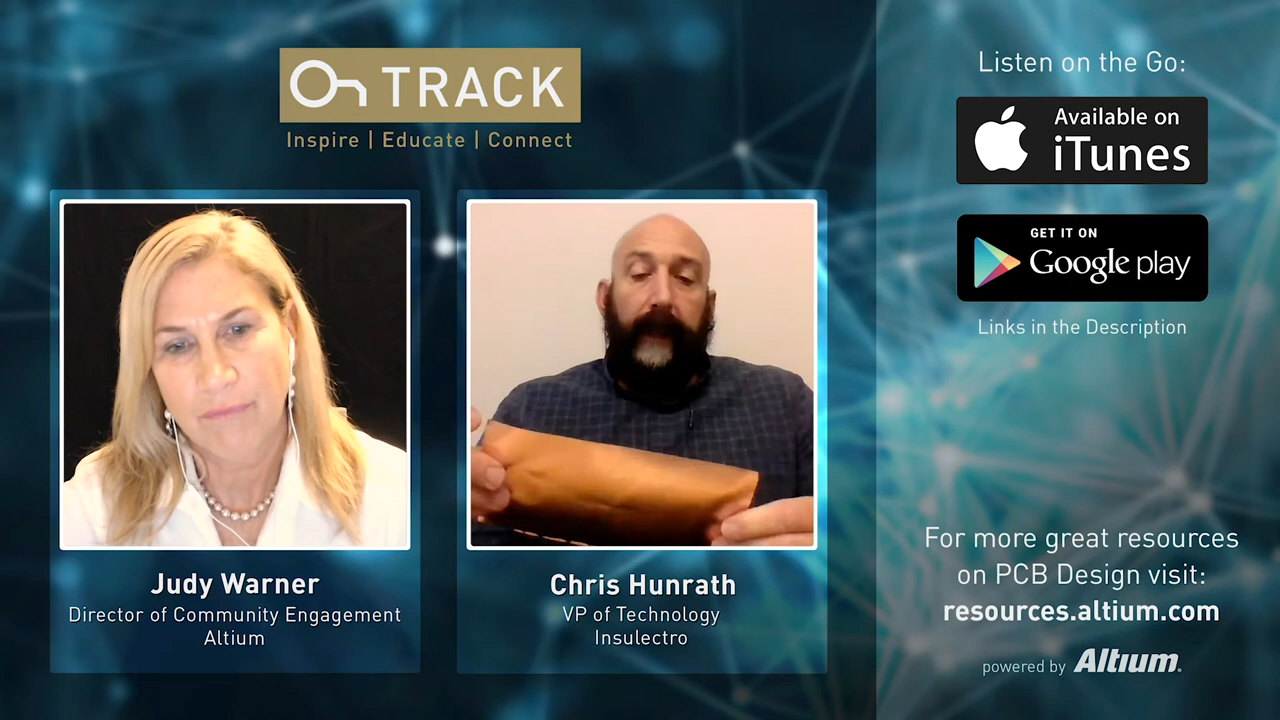 On TRACK
Inspire | Educate | Connect
Judy Warner
Director of Community Engagement
Altium
Chris Hunrath
VP of Technology
Insulectro
Listen on the Go:
Available on
iTunes
GET IT ON
Google play
Links in the Description
For more great resources
on PCB Design visit:
resources.altium.com
powered by Altium.